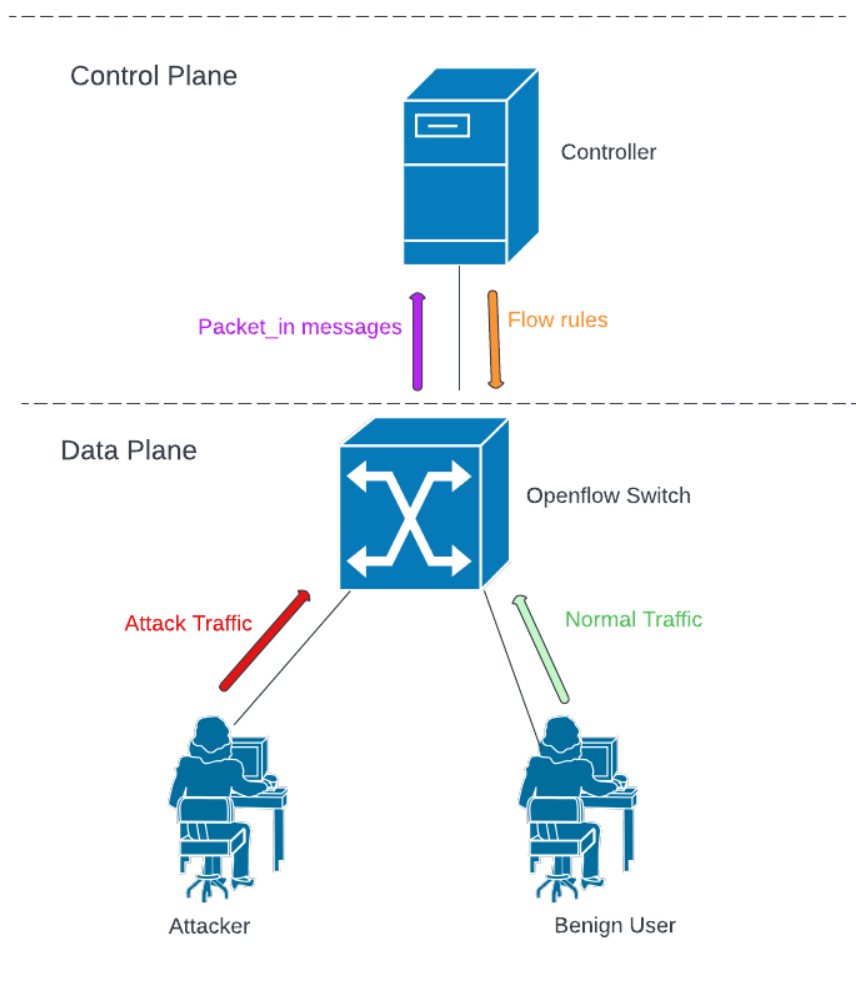 Control Plane
Controller
Packet_in messages
Flow rules
Data Plane
Openflow Switch
Attack Traffic
Normal Traffic
Attacker
Benign User